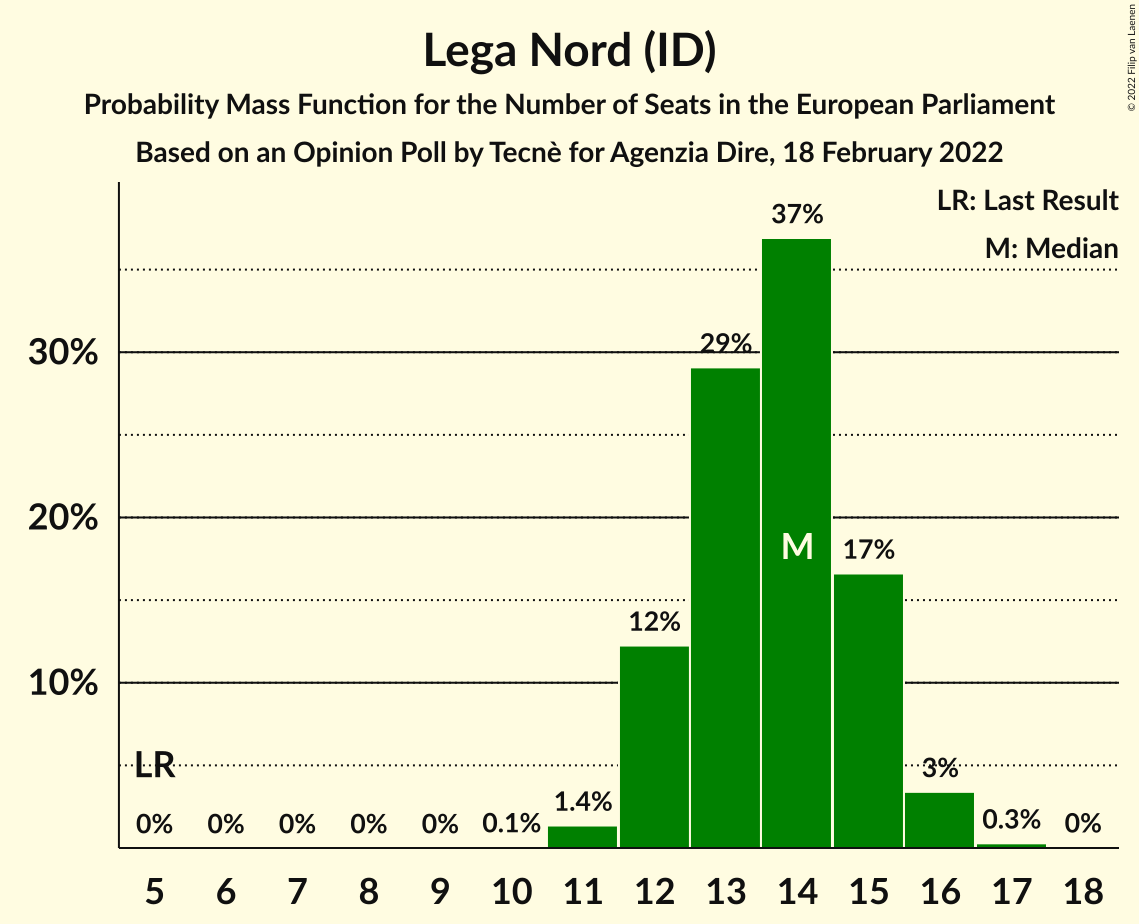 Lega Nord (ID)
Probability Mass Function for the Number of Seats in the European Parliament
Based on an Opinion Poll by Tecnè for Agenzia Dire, 18 February 2022
© 2022 Filip van Laenen
LR: Last Result
M: Median
37%
30%
29%
20%
M
17%
12%
10%
LR
3%
0%
0%
0%
0%
0%
0.1%
1.4%
0.3%
0%
5 6 7 8 9 10 11 12 13 14 15 16 17 18